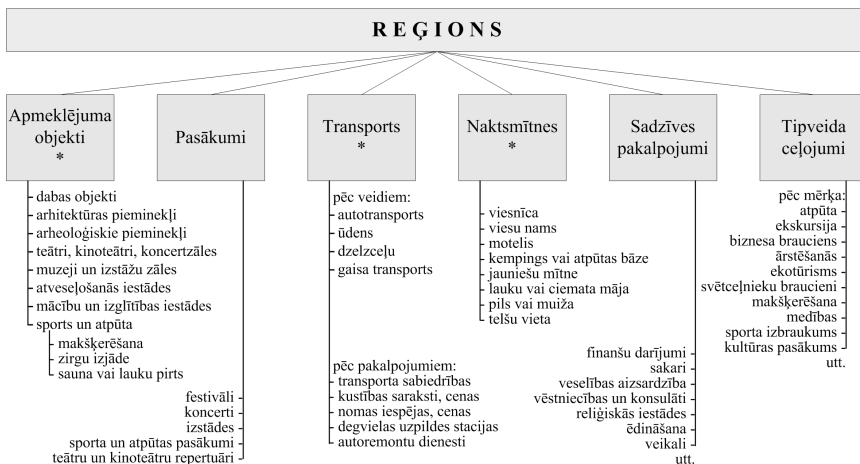 REĢIONS
Apmeklējuma
objekti
*
Pasākumi
Transports
*
Naktsmītnes
*
Sadzīves
pakalpojumi
Tipveida
ceļojumi
dabas objekti
arhitektūras pieminekļi
arheoloģiskie pieminekļi
teātri, kinoteātri, koncertzāles
muzeji un izstāžu zāles
atveseļošanās iestādes
mācību un izglītības iestādes
sports un atpūta
makšķerēšana
zirgu izjāde
sauna vai lauku pirts
festivāli
koncerti
izstādes
sporta un atpūtas pasākumi
teātru un kinoteātru repertuāri
pēc veidiem:
autotransports
ūdens
dzelzceļu
gaisa transports
pēc pakalpojumiem:
transporta sabiedrības
kustības saraksti, cenas
nomas iespējas, cenas
degvielas uzpildes stacijas
autoremontu dienesti
viesnīca
viesu nams
motelis
kempings vai atpūtas bāze
jauniešu mītne
lauku vai ciemata māja
pils vai muiža
telšu vieta
finanšu darījumi
sakari
veselības aizsardzība
vēstniecības un konsulāti
reliģiskās iestādes
ēdināšana
veikali
utt.
pēc mērķa:
atpūta
ekskursija
biznesa brauciens
ārstēšanās
ekotūrisms
svētceļnieku braucieni
makšķerēšana
medības
sporta izbraukums
kultūras pasākums
utt.